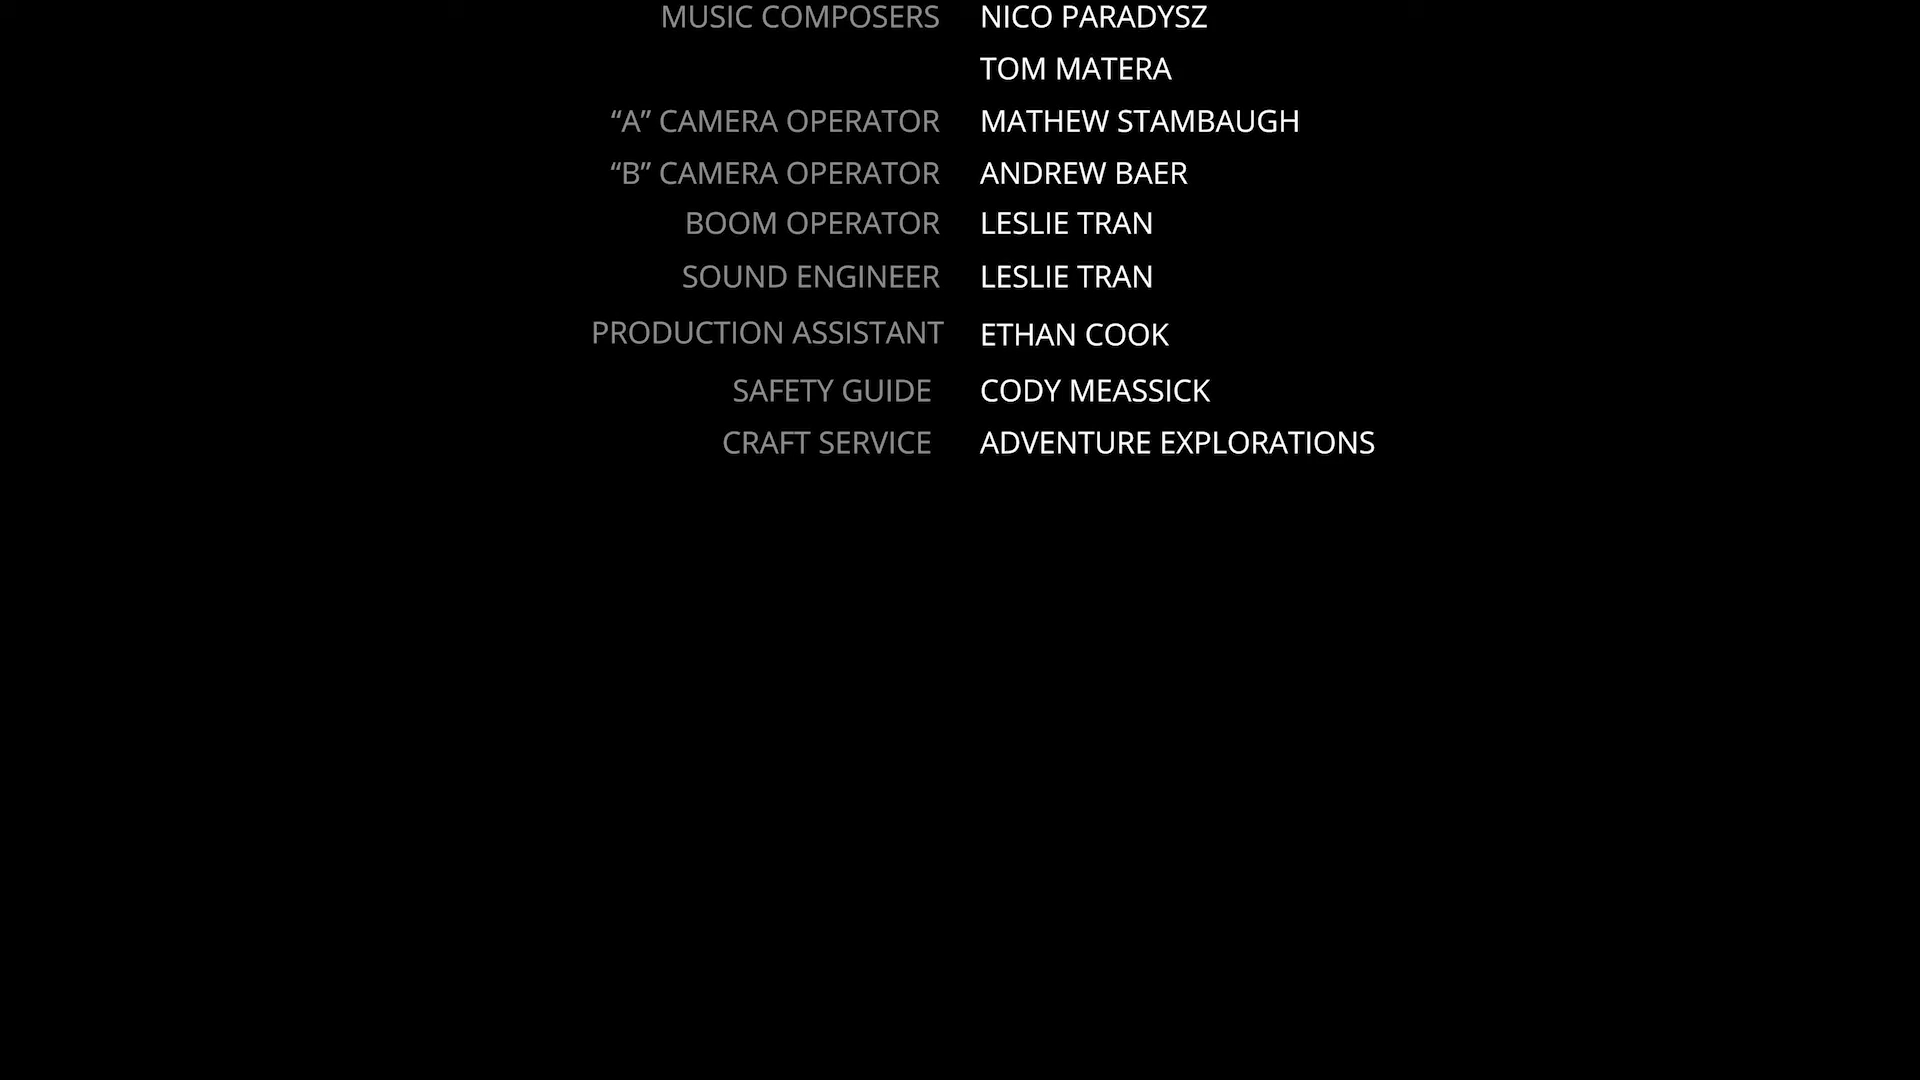 MUSIC COMPOSERS NICO PARADYSZ
TOM MATERA
“A” CAMERA OPERATOR MATHEW STAMBAUGH
“B” CAMERA OPERATOR ANDREW BAER
BOOM OPERATOR LESLIE TRAN
SOUND ENGINEER LESLIE TRAN
PRODUCTION ASSISTANT ETHAN COOK
SAFETY GUIDE CODY MEASSICK
CRAFT SERVICE ADVENTURE EXPLORATIONS